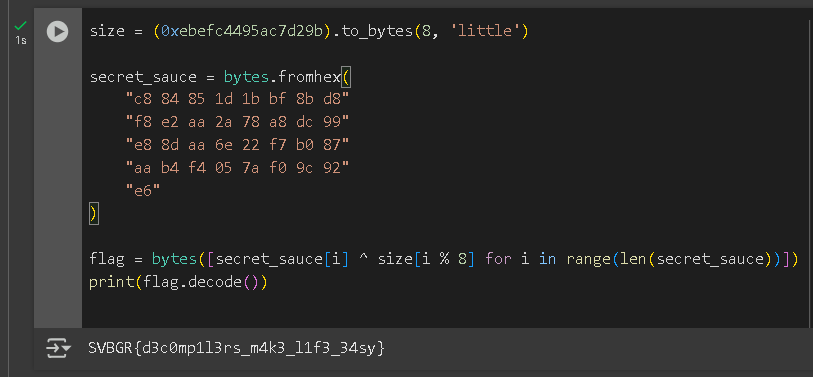 1s
size = (0xebefc4495ac7d29b).to_bytes(8, 'little')
secret_sauce = bytes.fromhex(
"c8 84 85 1d 1b bf 8b d8"
"f8 e2 aa 2a 78 a8 dc 99"
"e8 8d aa 6e 22 f7 b0 87"
"aa b4 f4 05 7a f0 9c 92"
"e6"
)
flag = bytes([secret_sauce[i] ^ size[i % 8] for i in range(len(secret_sauce))])
print(flag.decode())
SVBGR{d3c0mp1l3rs_m4k3_l1f3_34sy}